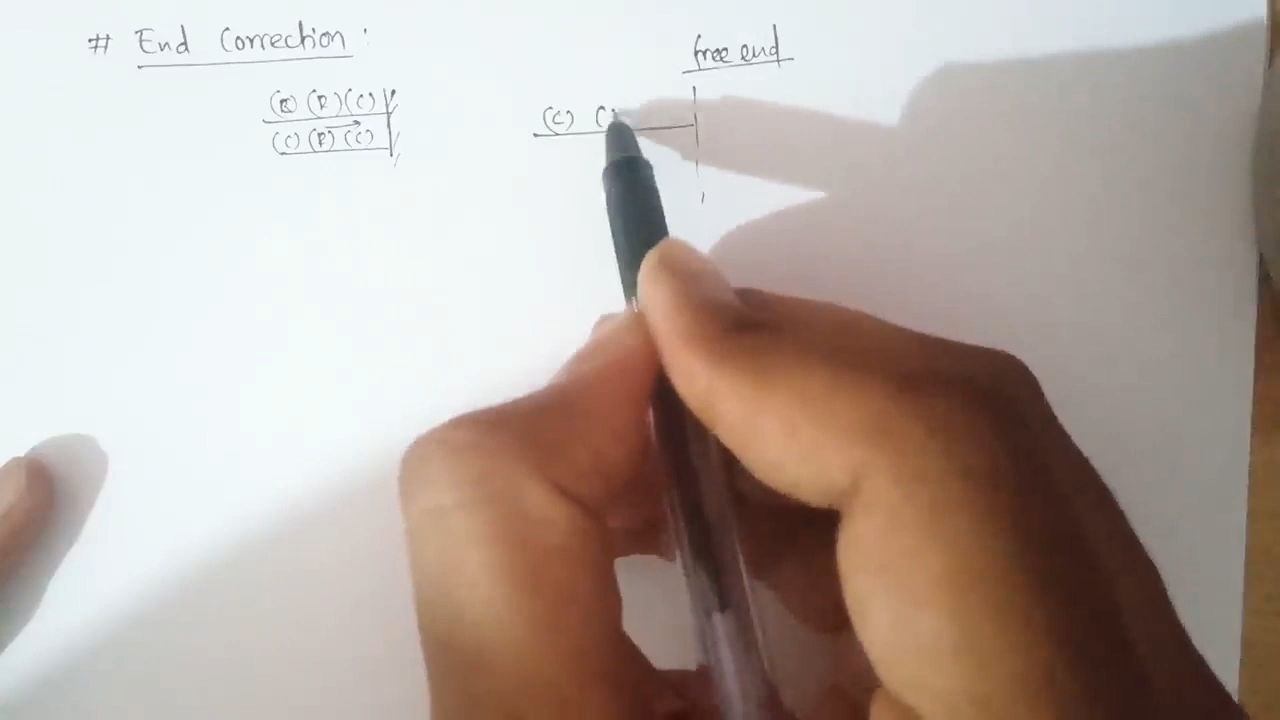 # End Correction :
free end
(R) (R) (C)
(C) (R) (C)
(C) (